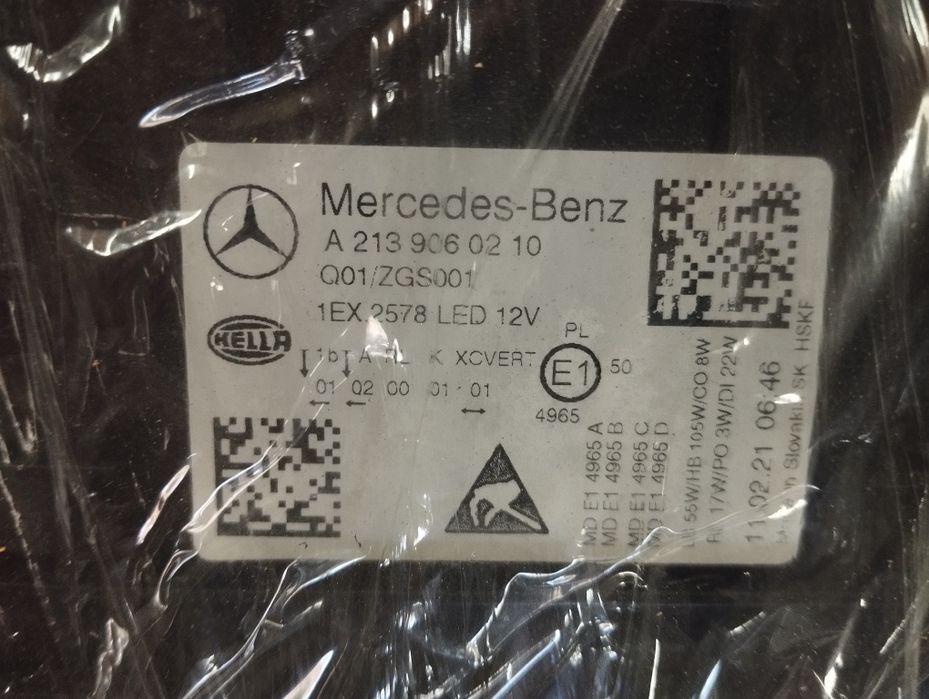 Mercedes-Benz
A 213 906 02 10
Q01/ZGS001
1EX 2578 LED 12V
HELLA
1b A RL K XCVERT
01 02 00 01 01
PL
E1
50
4965
MD E1 4965 A
MD E1 4965 B
MD E1 4965 C
MD E1 4965 D
55W/HB 105W/CO 8W
17W/PO 3W/DI 22W
11.02.21 06:46
SK HSKF